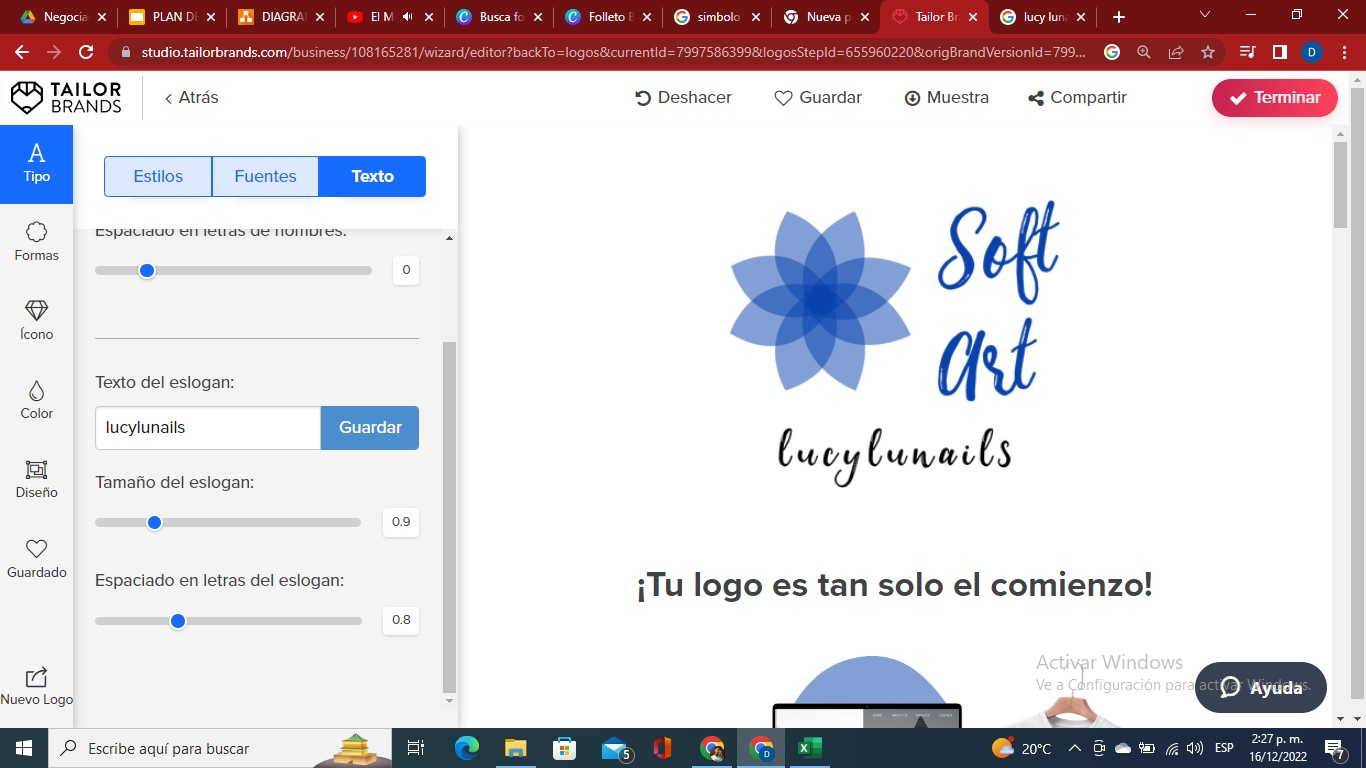 Negocia
PLAN DE
DIAGRA
El M
Busca fo
Folleto B
simbolo
Nueva p
Tailor Br
lucy luna
studio.tailorbrands.com/business/108165281/wizard/editor?backTo=logos&currentId=7997586399&logosStepId=655960220&origBrandVersionId=799...
D
TAILOR
BRANDS
Atrás
Deshacer
Guardar
Muestra
Compartir
Terminar
Tipo
Formas
Ícono
Color
Diseño
Guardado
Nuevo Logo
Estilos
Fuentes
Texto
Espaciado en letras de nombres:
0
Texto del eslogan:
lucylunails
Guardar
Tamaño del eslogan:
0.9
Espaciado en letras del eslogan:
0.8
Soft
Art
lucylunails
¡Tu logo es tan solo el comienzo!
Activar Windows
Ve a Configuración para activar Windows.
Ayuda
Escribe aquí para buscar
5
D
20°C
ESP
2:27 p. m.
16/12/2022
7